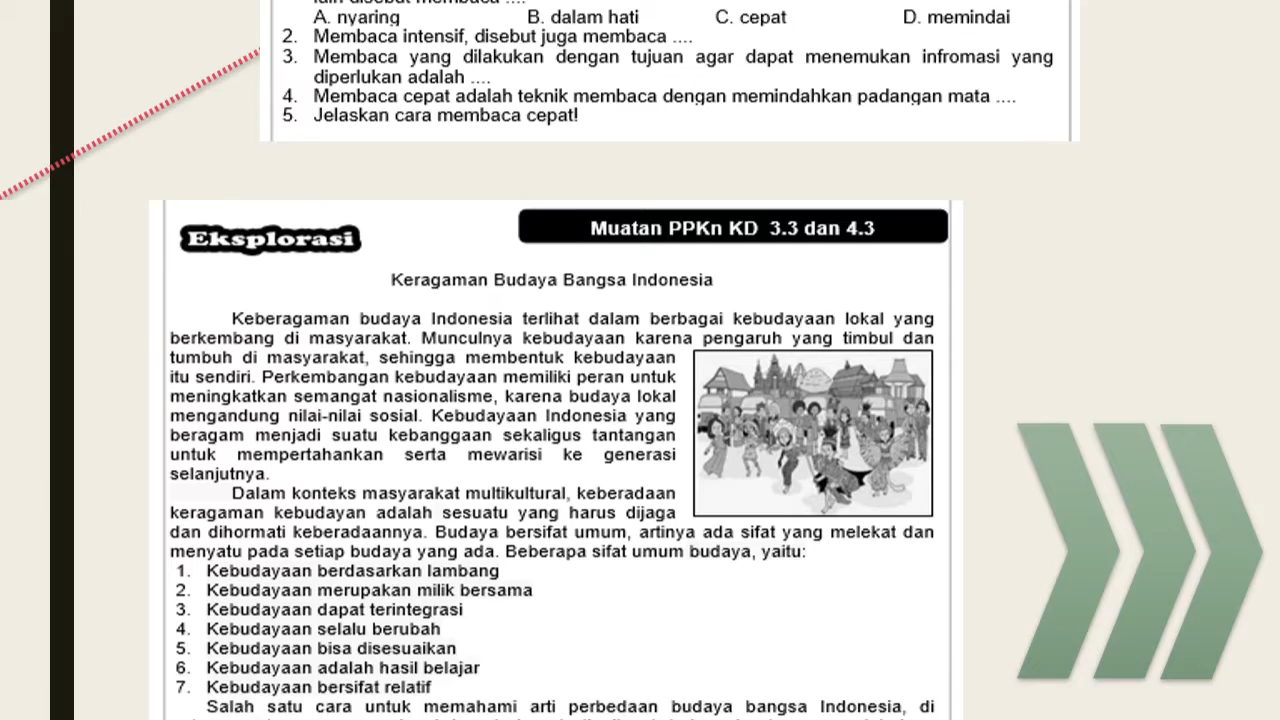 lain disebut membaca ....
A. nyaring B. dalam hati C. cepat D. memindai
2. Membaca intensif, disebut juga membaca ....
3. Membaca yang dilakukan dengan tujuan agar dapat menemukan infromasi yang
diperlukan adalah ....
4. Membaca cepat adalah teknik membaca dengan memindahkan padangan mata ....
5. Jelaskan cara membaca cepat!
Eksplorasi
Muatan PPKn KD 3.3 dan 4.3
Keragaman Budaya Bangsa Indonesia
Keberagaman budaya Indonesia terlihat dalam berbagai kebudayaan lokal yang
berkembang di masyarakat. Munculnya kebudayaan karena pengaruh yang timbul dan
tumbuh di masyarakat, sehingga membentuk kebudayaan
itu sendiri. Perkembangan kebudayaan memiliki peran untuk
meningkatkan semangat nasionalisme, karena budaya lokal
mengandung nilai-nilai sosial. Kebudayaan Indonesia yang
beragam menjadi suatu kebanggaan sekaligus tantangan
untuk mempertahankan serta mewarisi ke generasi
selanjutnya.
Dalam konteks masyarakat multikultural, keberadaan
keragaman kebudayan adalah sesuatu yang harus dijaga
dan dihormati keberadaannya. Budaya bersifat umum, artinya ada sifat yang melekat dan
menyatu pada setiap budaya yang ada. Beberapa sifat umum budaya, yaitu:
1. Kebudayaan berdasarkan lambang
2. Kebudayaan merupakan milik bersama
3. Kebudayaan dapat terintegrasi
4. Kebudayaan selalu berubah
5. Kebudayaan bisa disesuaikan
6. Kebudayaan adalah hasil belajar
7. Kebudayaan bersifat relatif
Salah satu cara untuk memahami arti perbedaan budaya bangsa Indonesia, di